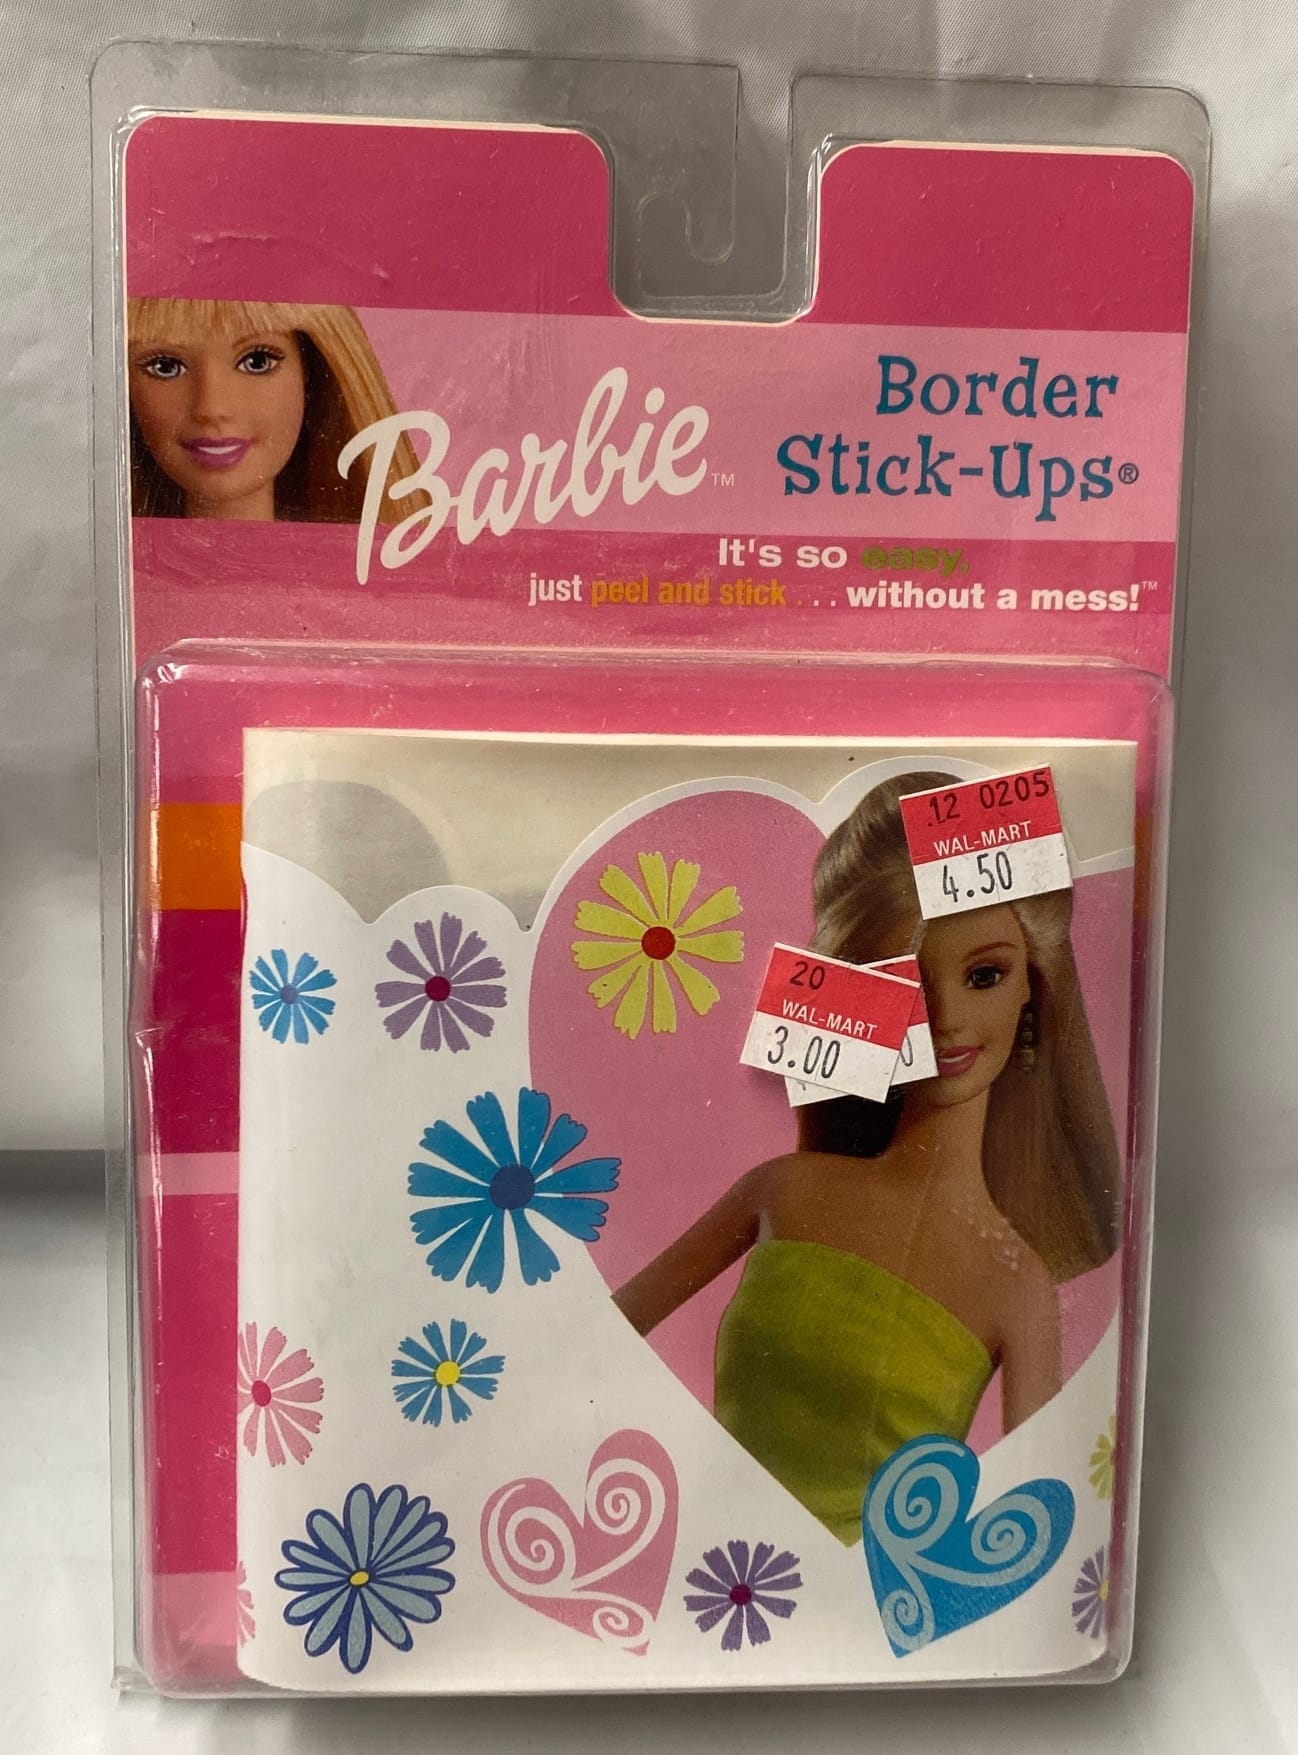 Barbie™
Border
Stick-Ups®
It's so easy,
just peel and stick . . . without a mess!™
12 0205
WAL-MART
4.50
20
WAL-MART
3.00
0